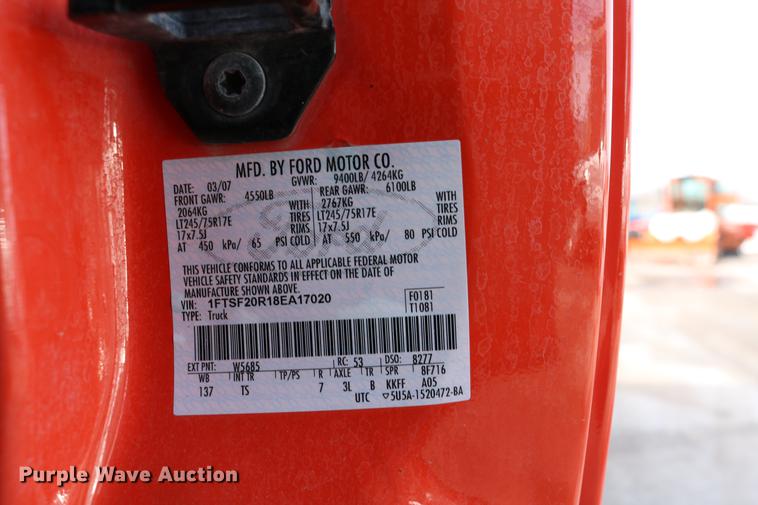 MFD. BY FORD MOTOR CO.
DATE: 03/07 GVWR: 9400LB/ 4264KG
FRONT GAWR: 4550LB REAR GAWR: 6100LB
2064KG WITH 2767KG WITH
LT245/75R17E TIRES LT245/75R17E TIRES
17x7.5J RIMS 17x7.5J RIMS
AT 450 kPa/ 65 PSI COLD AT 550 kPa/ 80 PSI COLD
THIS VEHICLE CONFORMS TO ALL APPLICABLE FEDERAL MOTOR
VEHICLE SAFETY STANDARDS IN EFFECT ON THE DATE OF
MANUFACTURE SHOWN ABOVE.
VIN: 1FTSF20R18EA17020 F0181
TYPE: Truck T1081
EXT PNT: W5685 RC: 53 DSO: 8277
WB INT TR TP/PS R AXLE TR SPR 8F716
137 TS 7 3L B KKFF A05
UTC ▽5U5A-1520472-BA
Purple Wave Auction